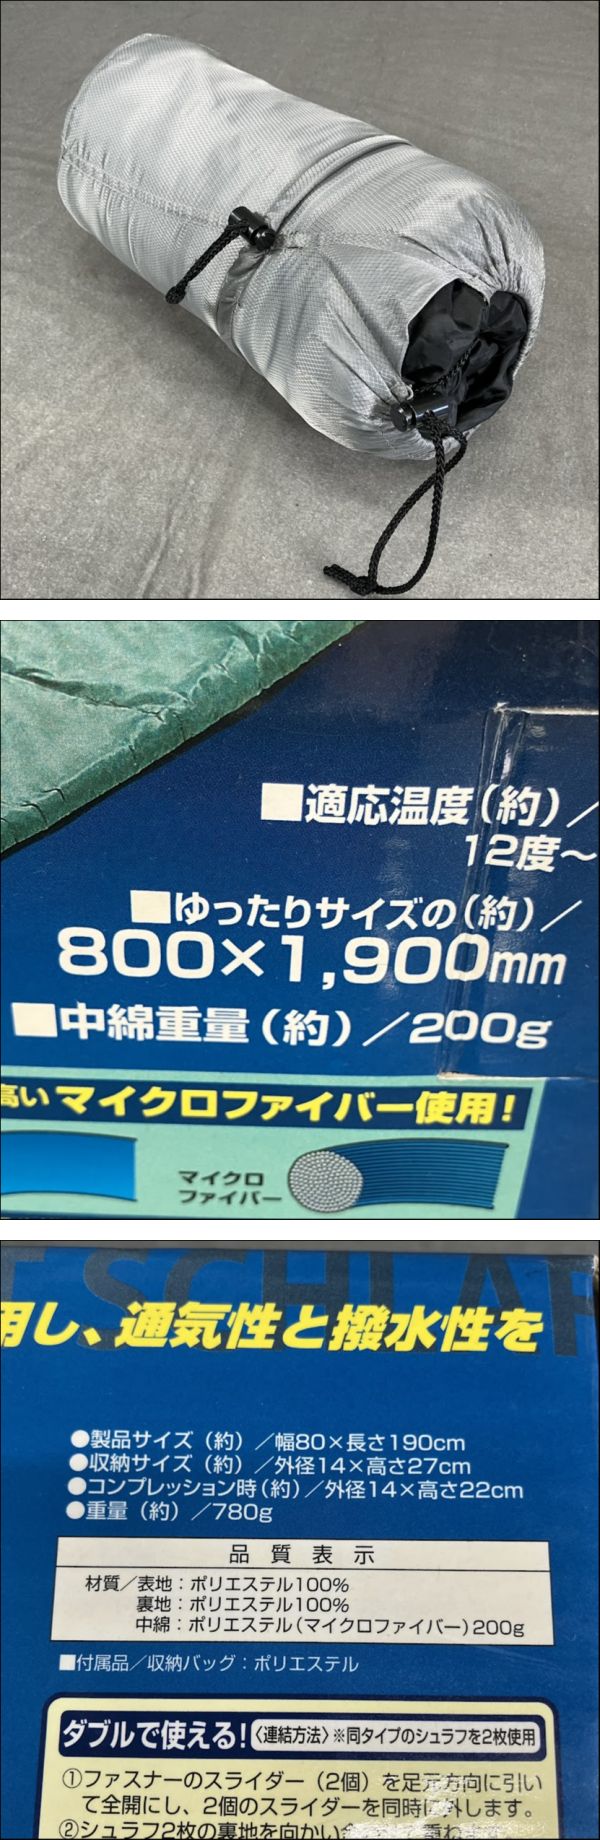 ■適応温度（約）／
12度～
■ゆったりサイズの（約）／
800×1,900mm
■中綿重量（約）／200g
高い マイクロファイバー使用！
マイクロ
ファイバー
SCHLAF
用し、通気性と撥水性を
●製品サイズ（約）／幅80×長さ190cm
●収納サイズ（約）／外径14×高さ27cm
●コンプレッション時（約）／外径14×高さ22cm
●重量（約）／780g
品質表示
材質／表地：ポリエステル100%
裏地：ポリエステル100%
中綿：ポリエステル（マイクロファイバー）200g
■付属品／収納バッグ：ポリエステル
ダブルで使える！〈連結方法〉※同タイプのシュラフを2枚使用
①ファスナーのスライダー（2個）を足元方向に引い
て全開にし、2個のスライダーを同時に外します。
②シュラフ2枚の裏地を向かい